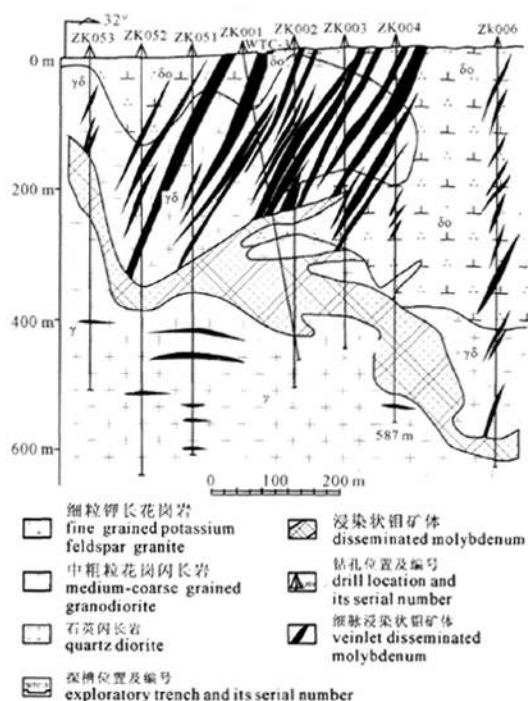 32°
ZK053 ZK052 ZK051 ZK001 ZK002 ZK003 ZK004 ZK006
WTC-3
0 m
δο δο δο
γδ
200 m
γδ
δο
400 m
γ
γδ
γ
587 m
600 m
0 100 200 m
细粒钾长花岗岩
fine grained potassium
feldspar granite
浸染状钼矿体
disseminated molybdenum
中粗粒花岗闪长岩
medium-coarse grained
granodiorite
钻孔位置及编号
drill location and
its serial number
石英闪长岩
quartz diorite
细脉浸染状钼矿体
veinlet disseminated
molybdenum
探槽位置及编号
exploratory trench and its serial number